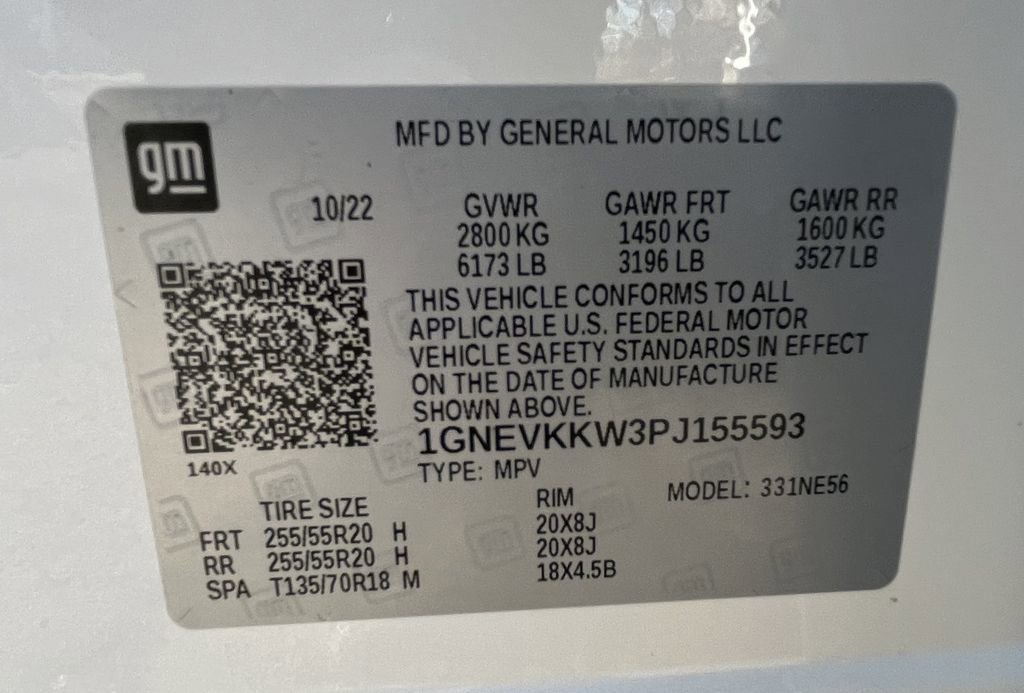 gm
MFD BY GENERAL MOTORS LLC
10/22
GVWR GAWR FRT GAWR RR
2800 KG 1450 KG 1600 KG
6173 LB 3196 LB 3527 LB
THIS VEHICLE CONFORMS TO ALL
APPLICABLE U.S. FEDERAL MOTOR
VEHICLE SAFETY STANDARDS IN EFFECT
ON THE DATE OF MANUFACTURE
SHOWN ABOVE.
1GNEVKKW3PJ155593
140X
TYPE: MPV
MODEL: 331NE56
TIRE SIZE RIM
FRT 255/55R20 H 20X8J
RR 255/55R20 H 20X8J
SPA T135/70R18 M 18X4.5B